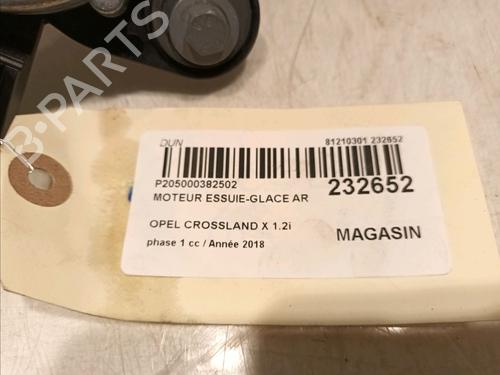 DUN 81210301 232652
P205000382502
MOTEUR ESSUIE-GLACE AR 232652
OPEL CROSSLAND X 1.2i
phase 1 cc / Année 2018 MAGASIN
B-PARTS
B-PARTS